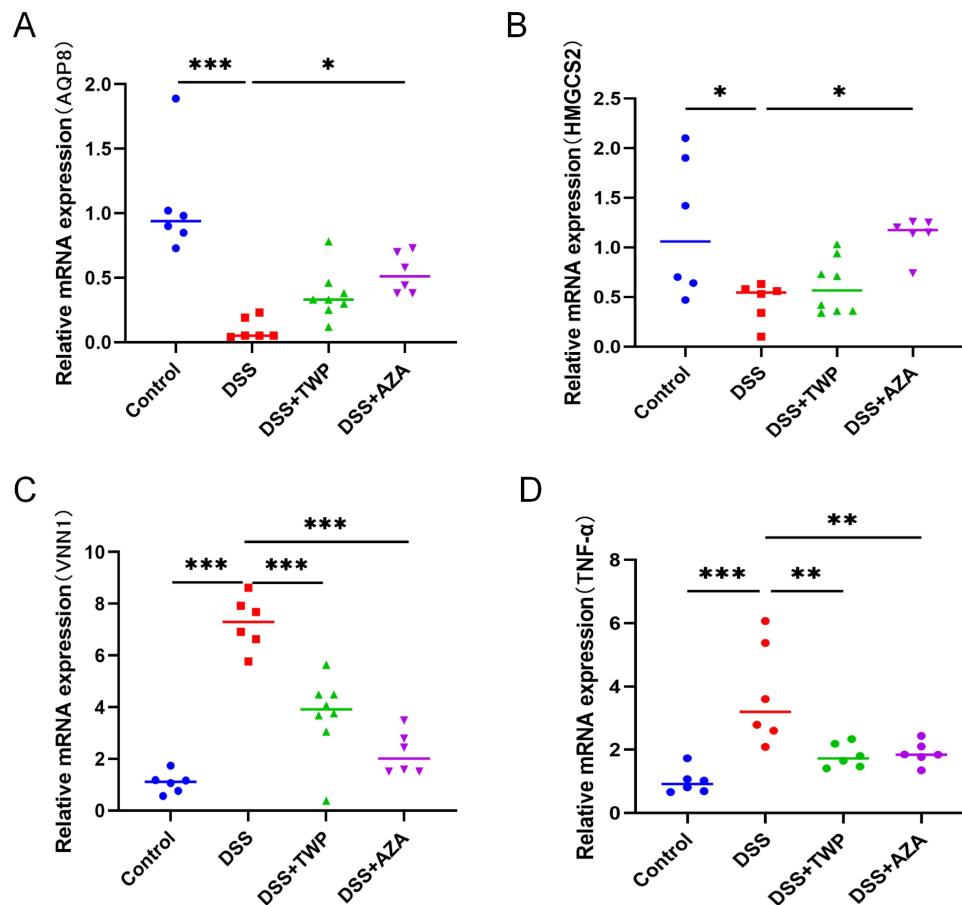 A
Relative mRNA expression(AQP8)
*** *
2.0
1.5
1.0
0.5
0.0
Control
DSS
DSS+TWP
DSS+AZA
B
Relative mRNA expression(HMGCS2)
* *
2.5
2.0
1.5
1.0
0.5
0.0
Control
DSS
DSS+TWP
DSS+AZA
C
Relative mRNA expression(VNN1)
***
*** ***
10
8
6
4
2
0
Control
DSS
DSS+TWP
DSS+AZA
D
Relative mRNA expression(TNF-α)
**
*** **
8
6
4
2
0
Control
DSS
DSS+TWP
DSS+AZA